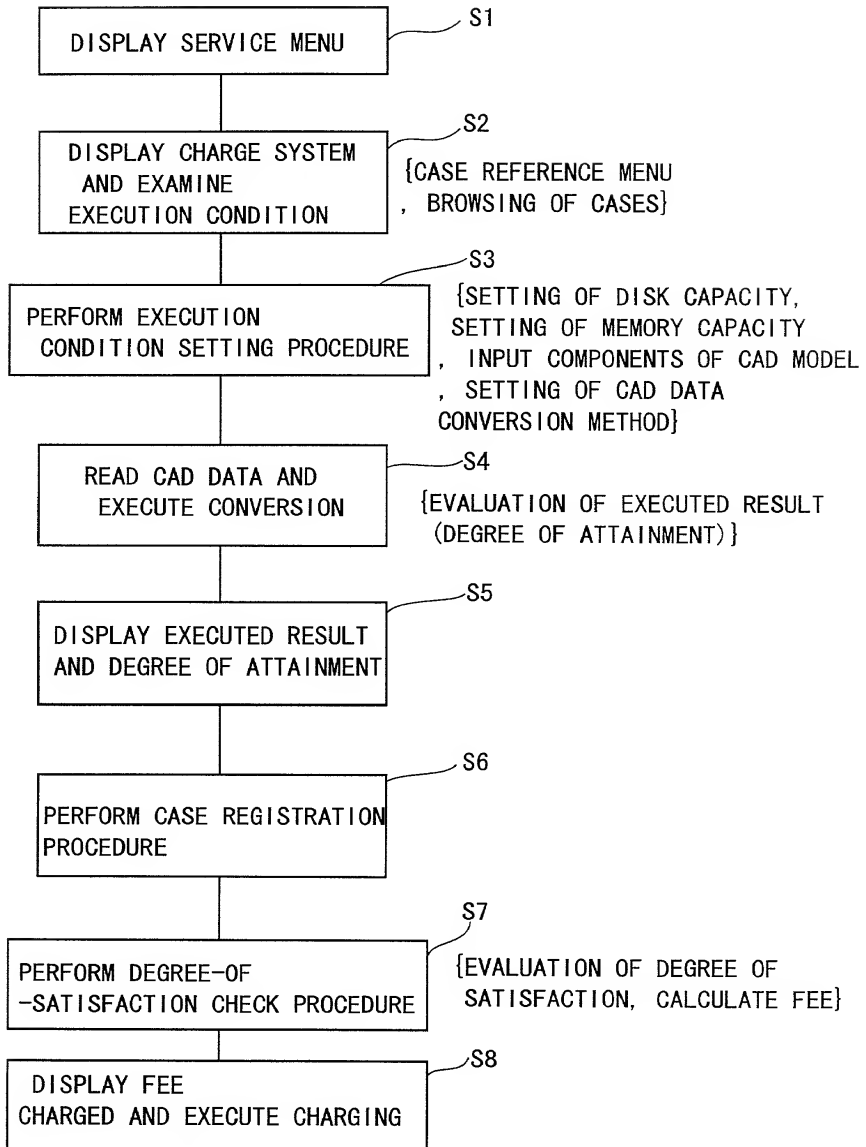 S1
DISPLAY SERVICE MENU
S2
DISPLAY CHARGE SYSTEM
AND EXAMINE
EXECUTION CONDITION
{CASE REFERENCE MENU
, BROWSING OF CASES}
S3
PERFORM EXECUTION
CONDITION SETTING PROCEDURE
{SETTING OF DISK CAPACITY,
SETTING OF MEMORY CAPACITY
, INPUT COMPONENTS OF CAD MODEL
, SETTING OF CAD DATA
CONVERSION METHOD}
S4
READ CAD DATA AND
EXECUTE CONVERSION
{EVALUATION OF EXECUTED RESULT
(DEGREE OF ATTAINMENT)}
S5
DISPLAY EXECUTED RESULT
AND DEGREE OF ATTAINMENT
S6
PERFORM CASE REGISTRATION
PROCEDURE
S7
PERFORM DEGREE-OF
-SATISFACTION CHECK PROCEDURE
{EVALUATION OF DEGREE OF
SATISFACTION, CALCULATE FEE}
S8
DISPLAY FEE
CHARGED AND EXECUTE CHARGING